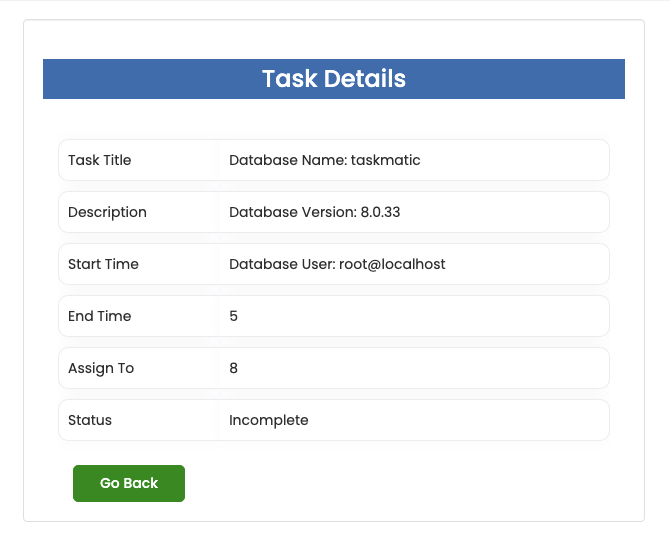 Task Details
Task Title Database Name: taskmatic
Description Database Version: 8.0.33
Start Time Database User: root@localhost
End Time 5
Assign To 8
Status Incomplete
Go Back